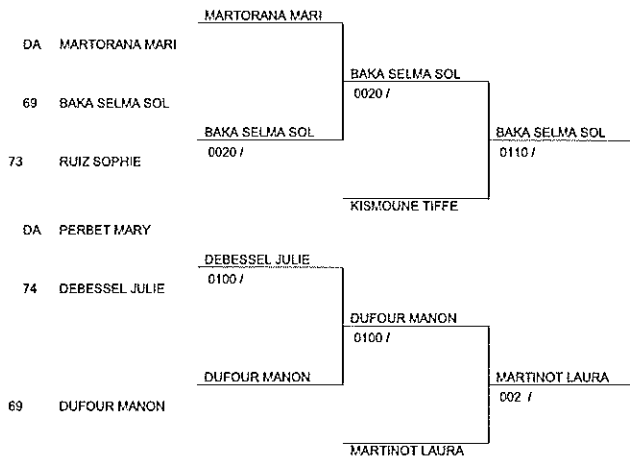 MARTORANA MARI
DA MARTORANA MARI
BAKA SELMA SOL
0020 /
69 BAKA SELMA SOL
BAKA SELMA SOL
0020 /
BAKA SELMA SOL
0110 /
73 RUIZ SOPHIE
KISMOUNE TIFFE
DA PERBET MARY
DEBESSEL JULIE
0100 /
74 DEBESSEL JULIE
DUFOUR MANON
0100 /
DUFOUR MANON
MARTINOT LAURA
002 /
69 DUFOUR MANON
MARTINOT LAURA